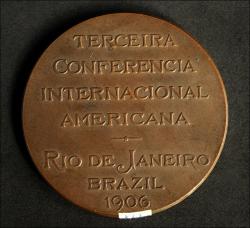 TERCEIRA
CONFERENCIA
INTERNACIONAL
AMERICANA
RIO DE JANEIRO
BRAZIL
1906